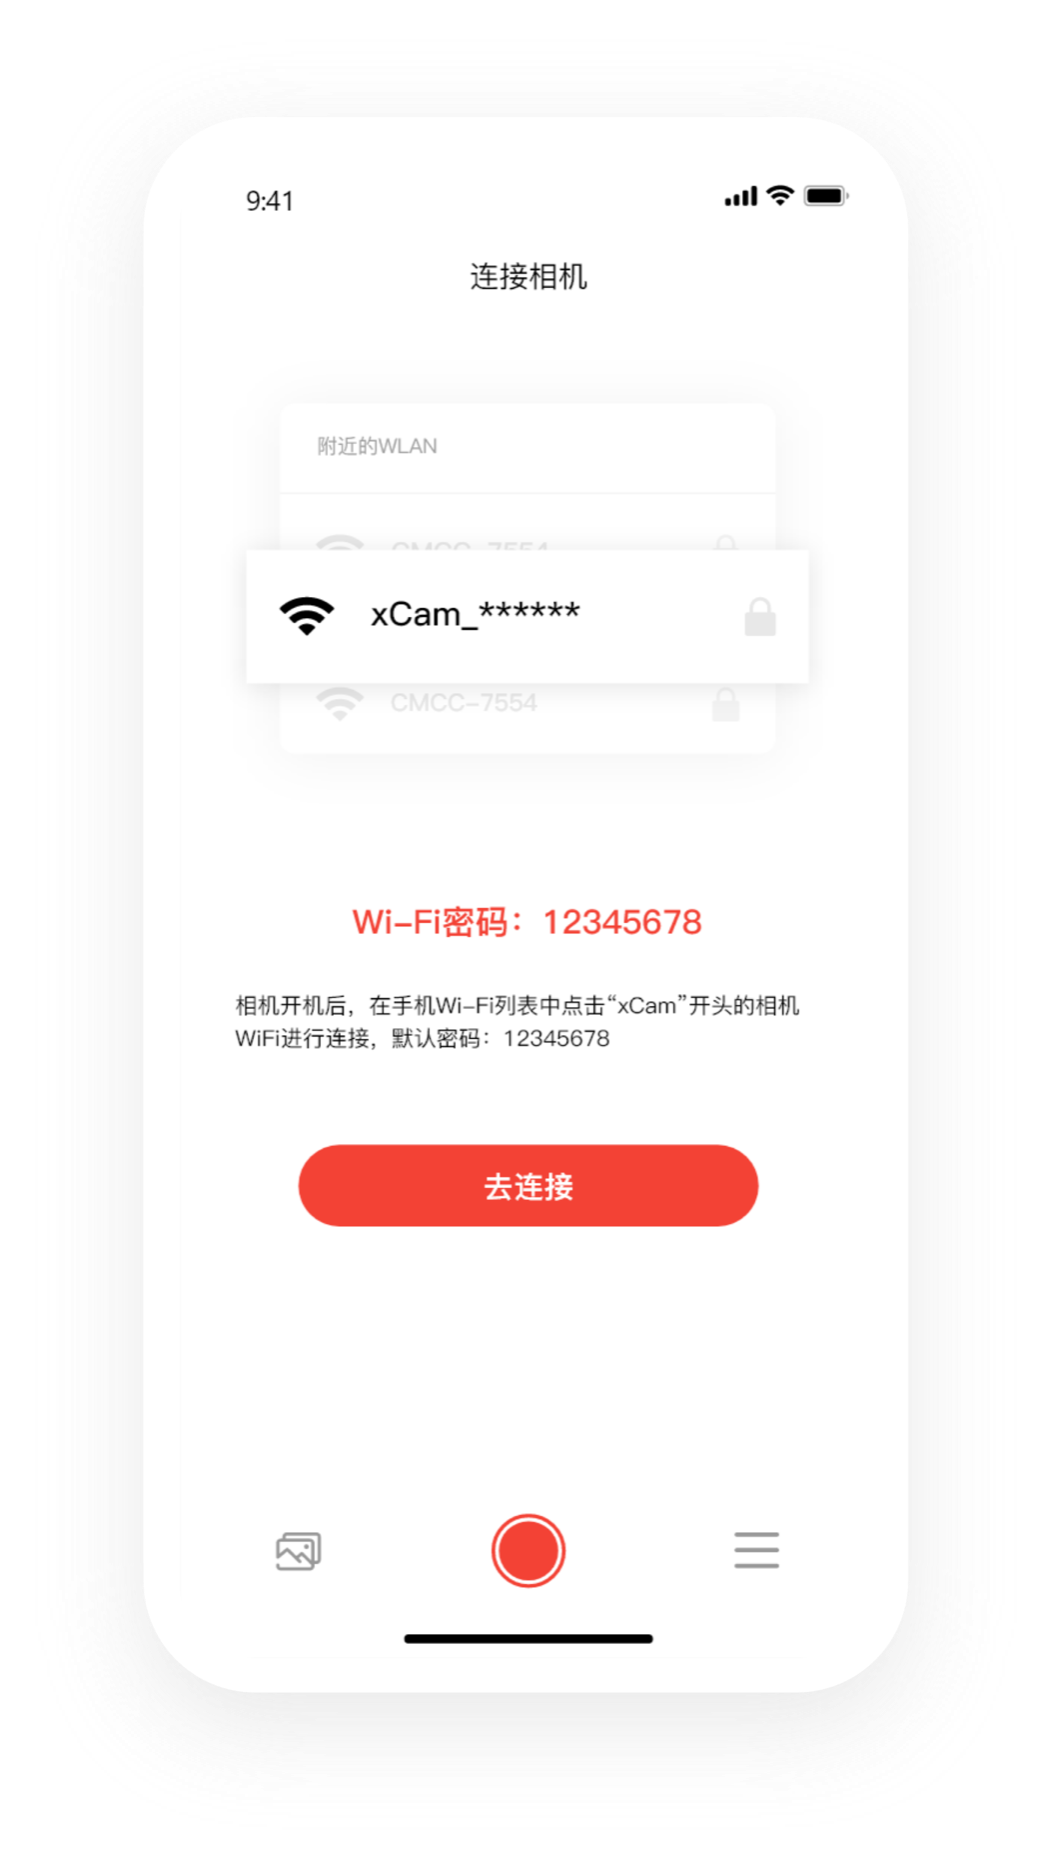 9:41
连接相机
附近的WLAN
CMCC-7554
xCam_******
CMCC-7554
Wi-Fi密码：12345678
相机开机后，在手机Wi-Fi列表中点击“xCam”开头的相机
WiFi进行连接，默认密码：12345678
去连接